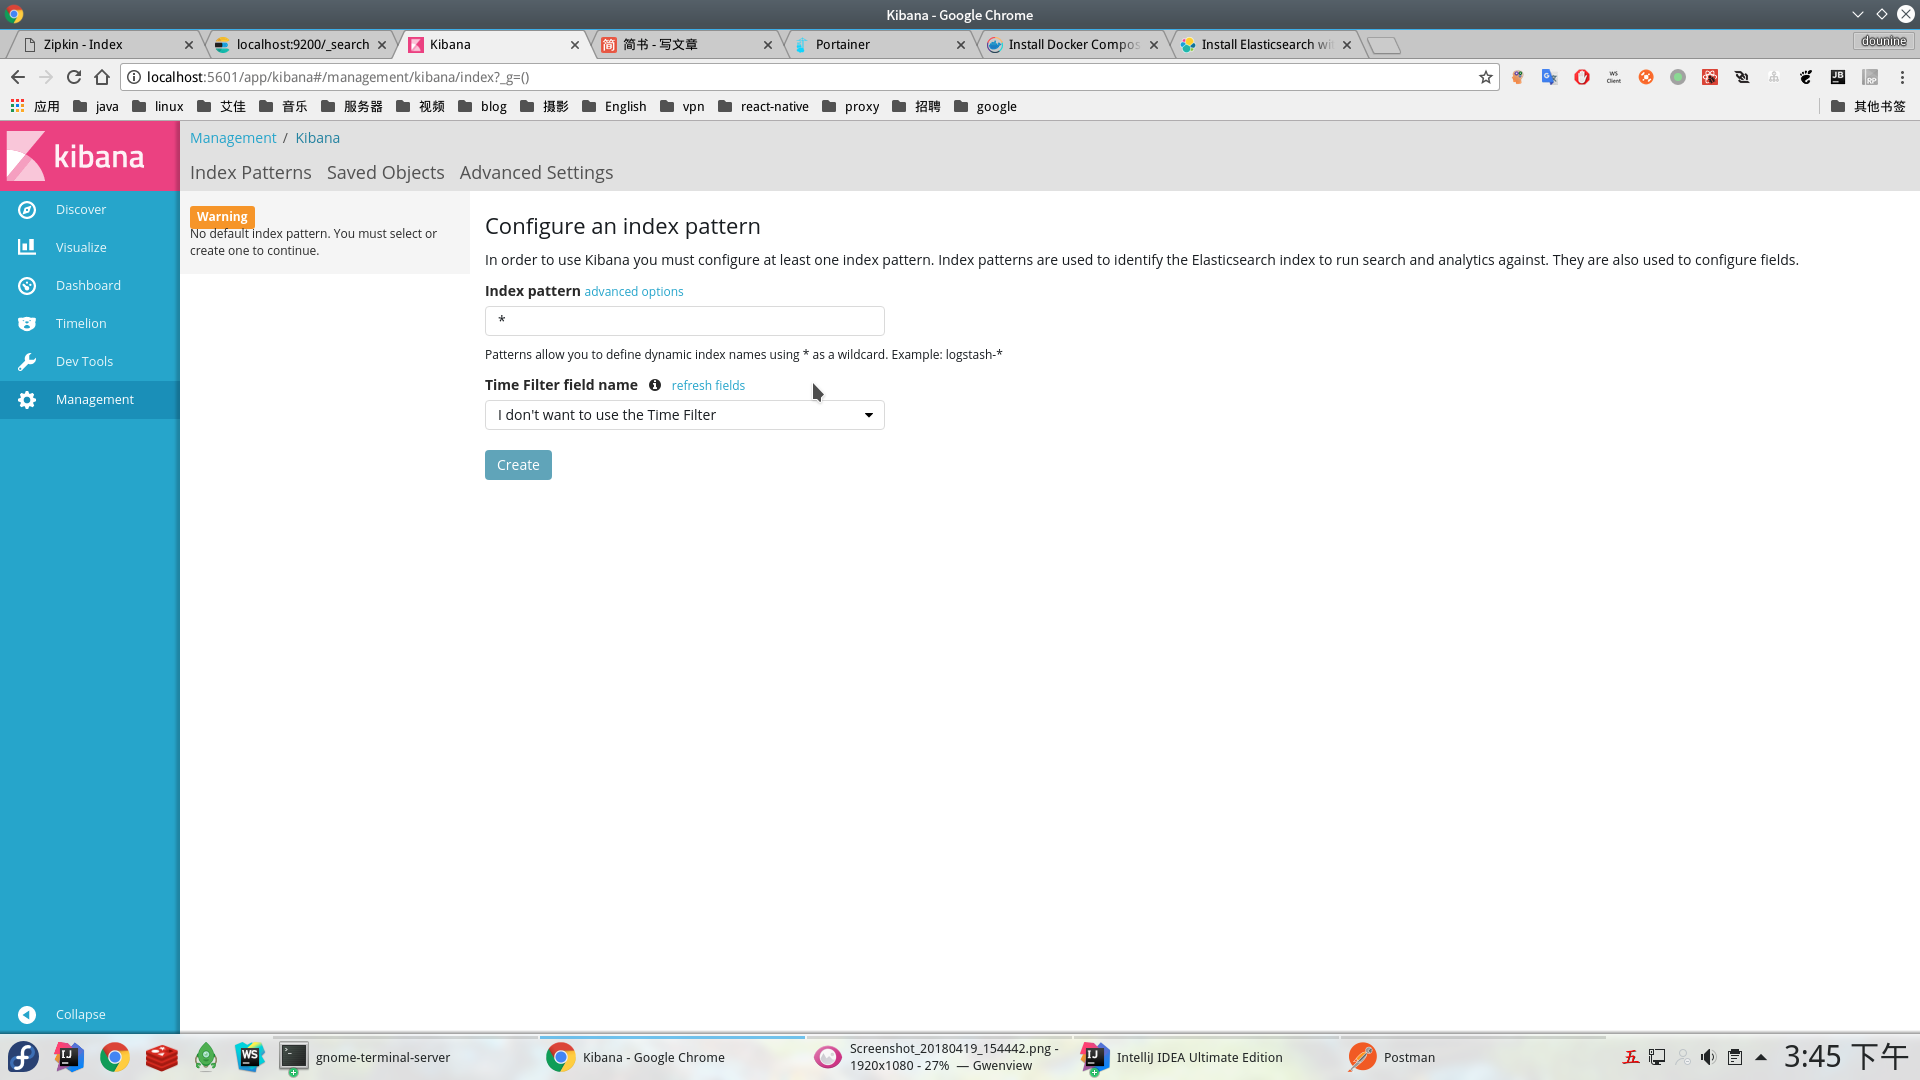 Kibana - Google Chrome
Zipkin - Index
localhost:9200/_search
Kibana
简书 - 写文章
Portainer
Install Docker Compos
Install Elasticsearch wi
dounine
localhost:5601/app/kibana#/management/kibana/index?_g=()
应用
java
linux
艾佳
音乐
服务器
视频
blog
摄影
English
vpn
react-native
proxy
招聘
google
其他书签
kibana
Management / Kibana
Index Patterns Saved Objects Advanced Settings
Discover
Visualize
Dashboard
Timelion
Dev Tools
Management
Collapse
Warning
No default index pattern. You must select or
create one to continue.
Configure an index pattern
In order to use Kibana you must configure at least one index pattern. Index patterns are used to identify the Elasticsearch index to run search and analytics against. They are also used to configure fields.
Index pattern advanced options
*
Patterns allow you to define dynamic index names using * as a wildcard. Example: logstash-*
Time Filter field name refresh fields
I don't want to use the Time Filter
Create
gnome-terminal-server
Kibana - Google Chrome
Screenshot_20180419_154442.png -
1920x1080 - 27% — Gwenview
IntelliJ IDEA Ultimate Edition
Postman
五
3:45 下午